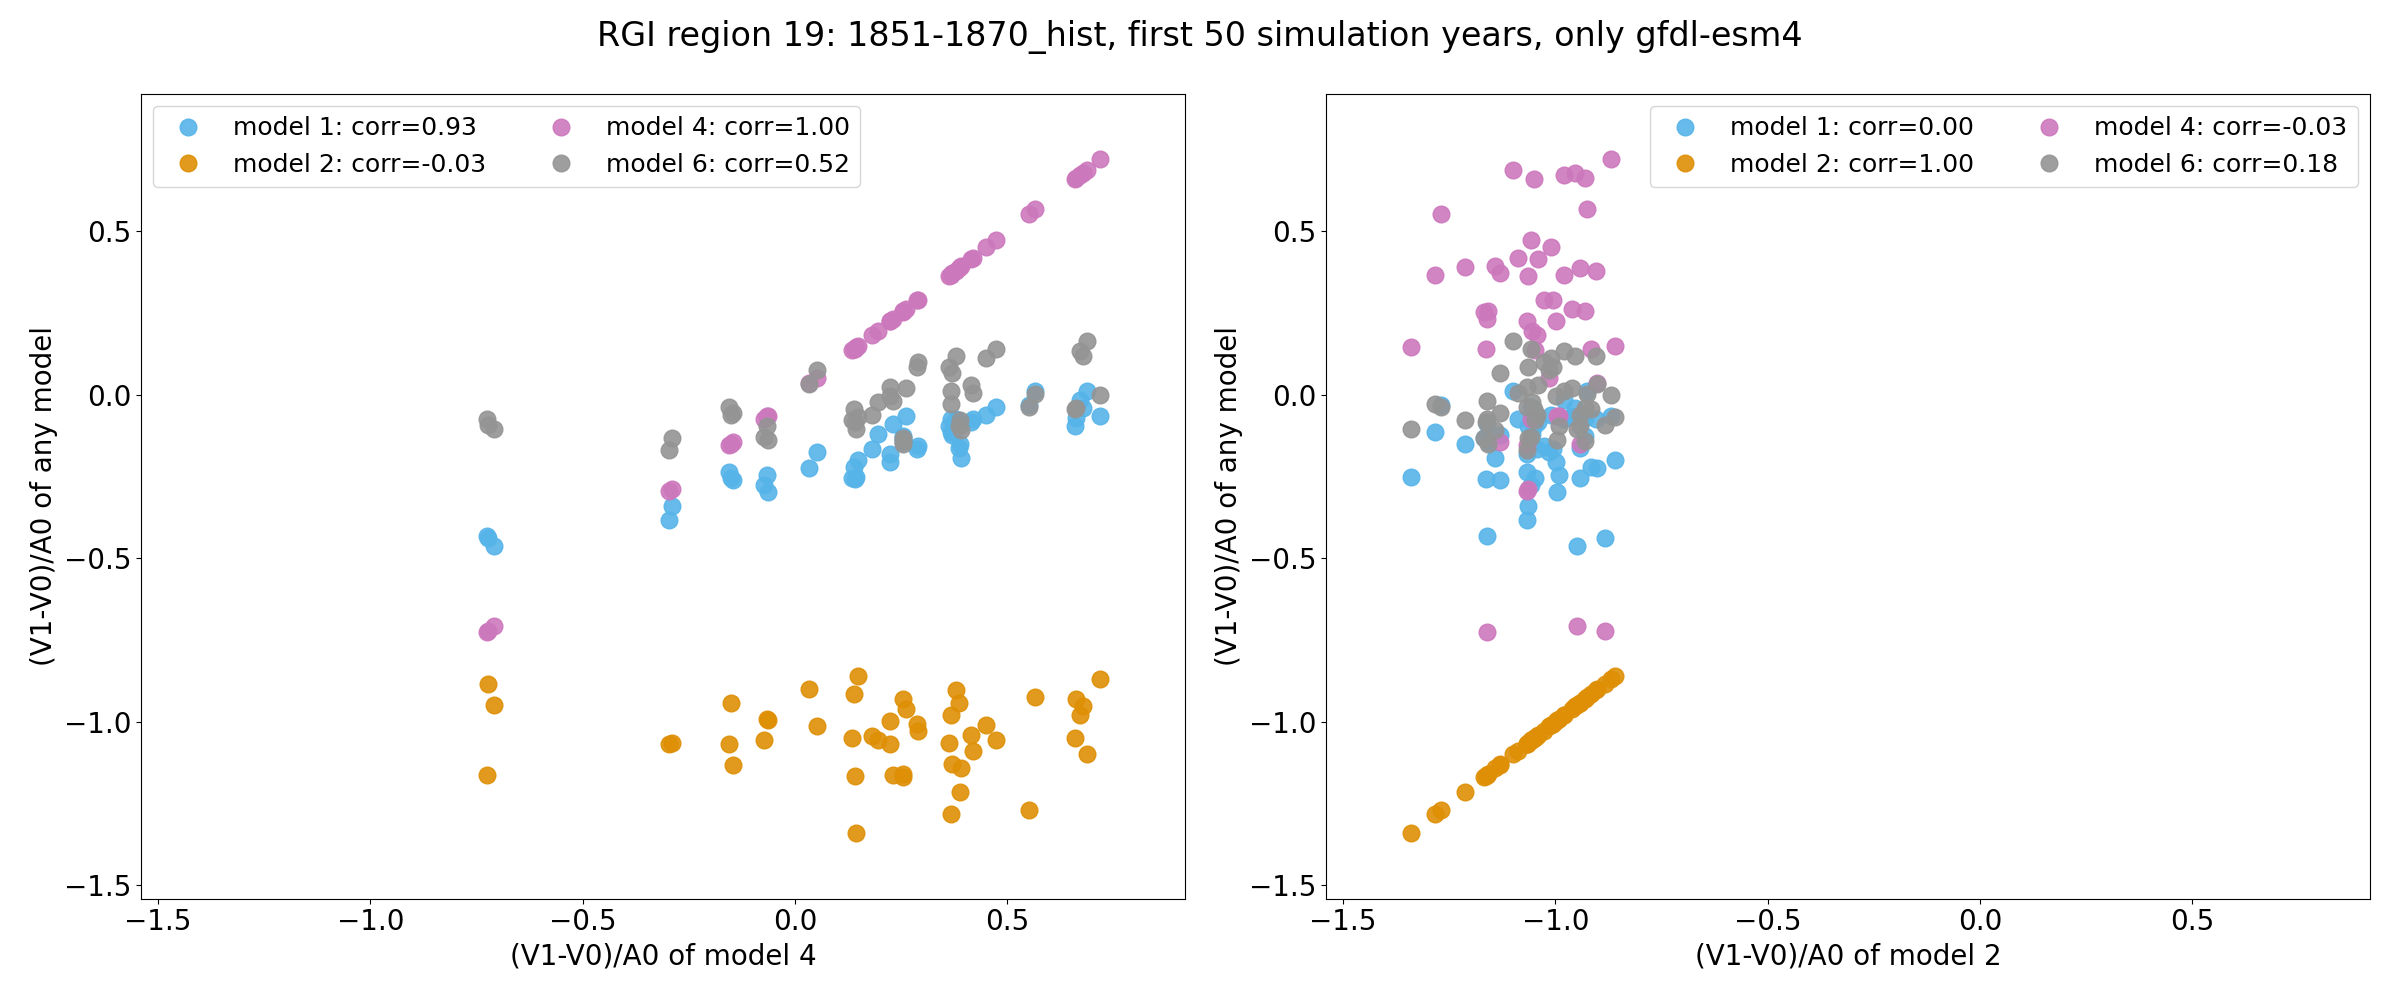 RGI region 19: 1851-1870_hist, first 50 simulation years, only gfdl-esm4
model 1: corr=0.93
model 2: corr=-0.03
model 4: corr=1.00
model 6: corr=0.52
0.5
0.0
−0.5
−1.0
−1.5
(V1-V0)/A0 of any model
−1.5
−1.0
−0.5
0.0
0.5
(V1-V0)/A0 of model 4
model 1: corr=0.00
model 2: corr=1.00
model 4: corr=-0.03
model 6: corr=0.18
0.5
0.0
−0.5
−1.0
−1.5
(V1-V0)/A0 of any model
−1.5
−1.0
−0.5
0.0
0.5
(V1-V0)/A0 of model 2